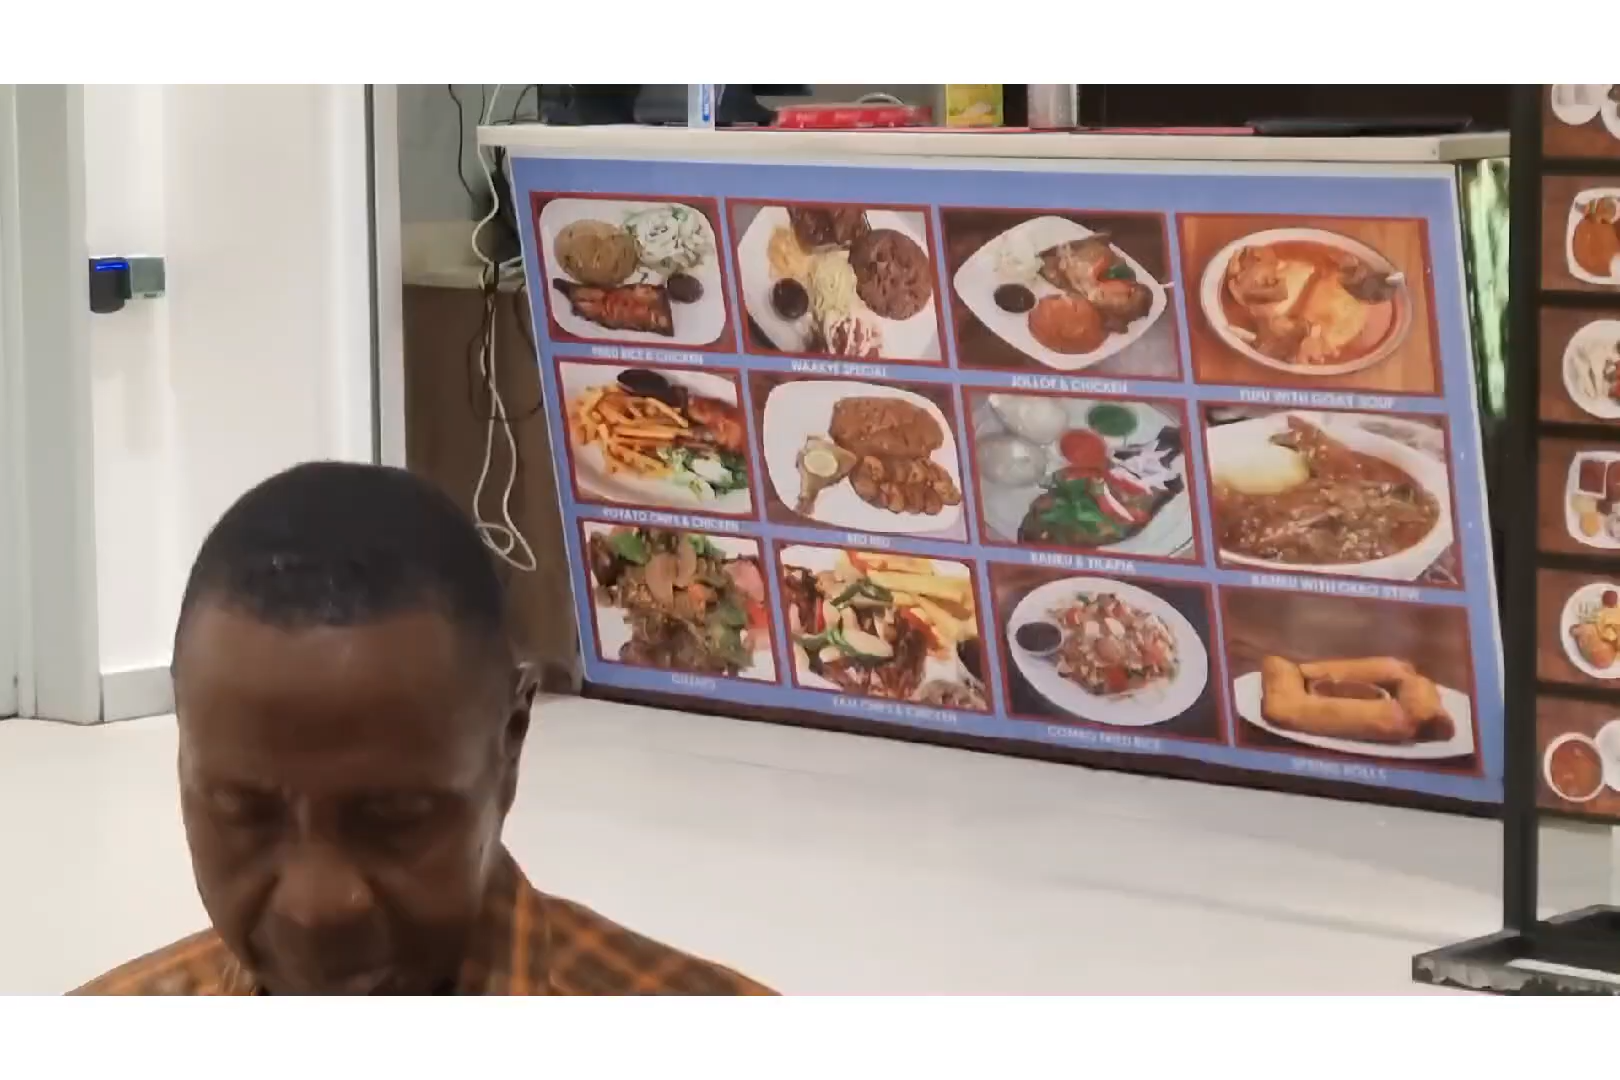 FRIED RICE & CHICKEN
WAAKYE SPECIAL
JOLLOF & CHICKEN
FUFU WITH GOAT SOUP
POTATO CHIPS & CHICKEN
RED RED
BANKU & TILAPIA
BANKU WITH OKRO STEW
GIZZARD
YAM CHIPS & CHICKEN
COMBO FRIED RICE
SPRING ROLLS